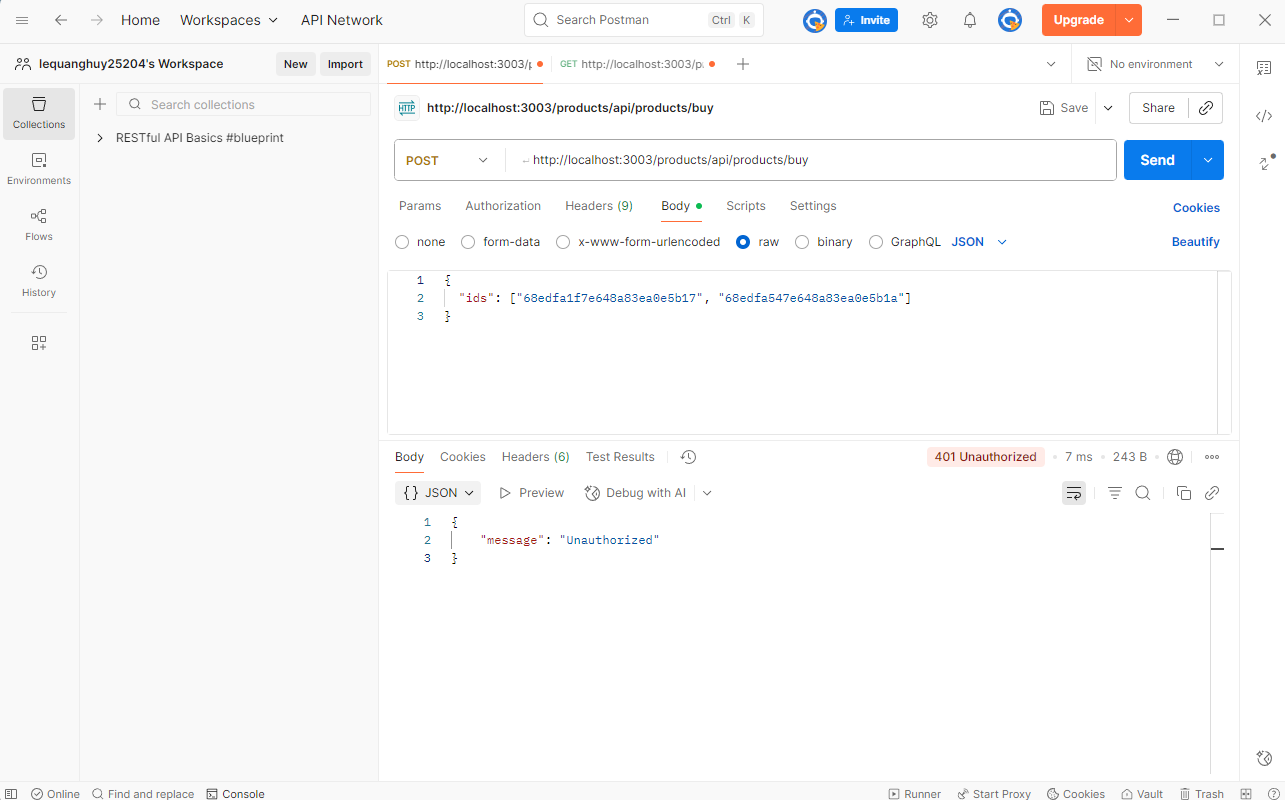 Home Workspaces API Network Search Postman Ctrl K Invite Upgrade
lequanghuy25204's Workspace New Import POST http://localhost:3003/p GET http://localhost:3003/p. No environment
Collections
Search collections
RESTful API Basics #blueprint
Environments
Flows
History
HTTP http://localhost:3003/products/api/products/buy Save Share
POST http://localhost:3003/products/api/products/buy Send
Params Authorization Headers (9) Body Scripts Settings Cookies
none form-data x-www-form-urlencoded raw binary GraphQL JSON Beautify
1 {
2 "ids": ["68edfa1f7e648a83ea0e5b17", "68edfa547e648a83ea0e5b1a"]
3 }
Body Cookies Headers (6) Test Results 401 Unauthorized 7 ms 243 B
{} JSON Preview Debug with AI
1 {
2 "message": "Unauthorized"
3 }
Online Find and replace Console Runner Start Proxy Cookies Vault Trash